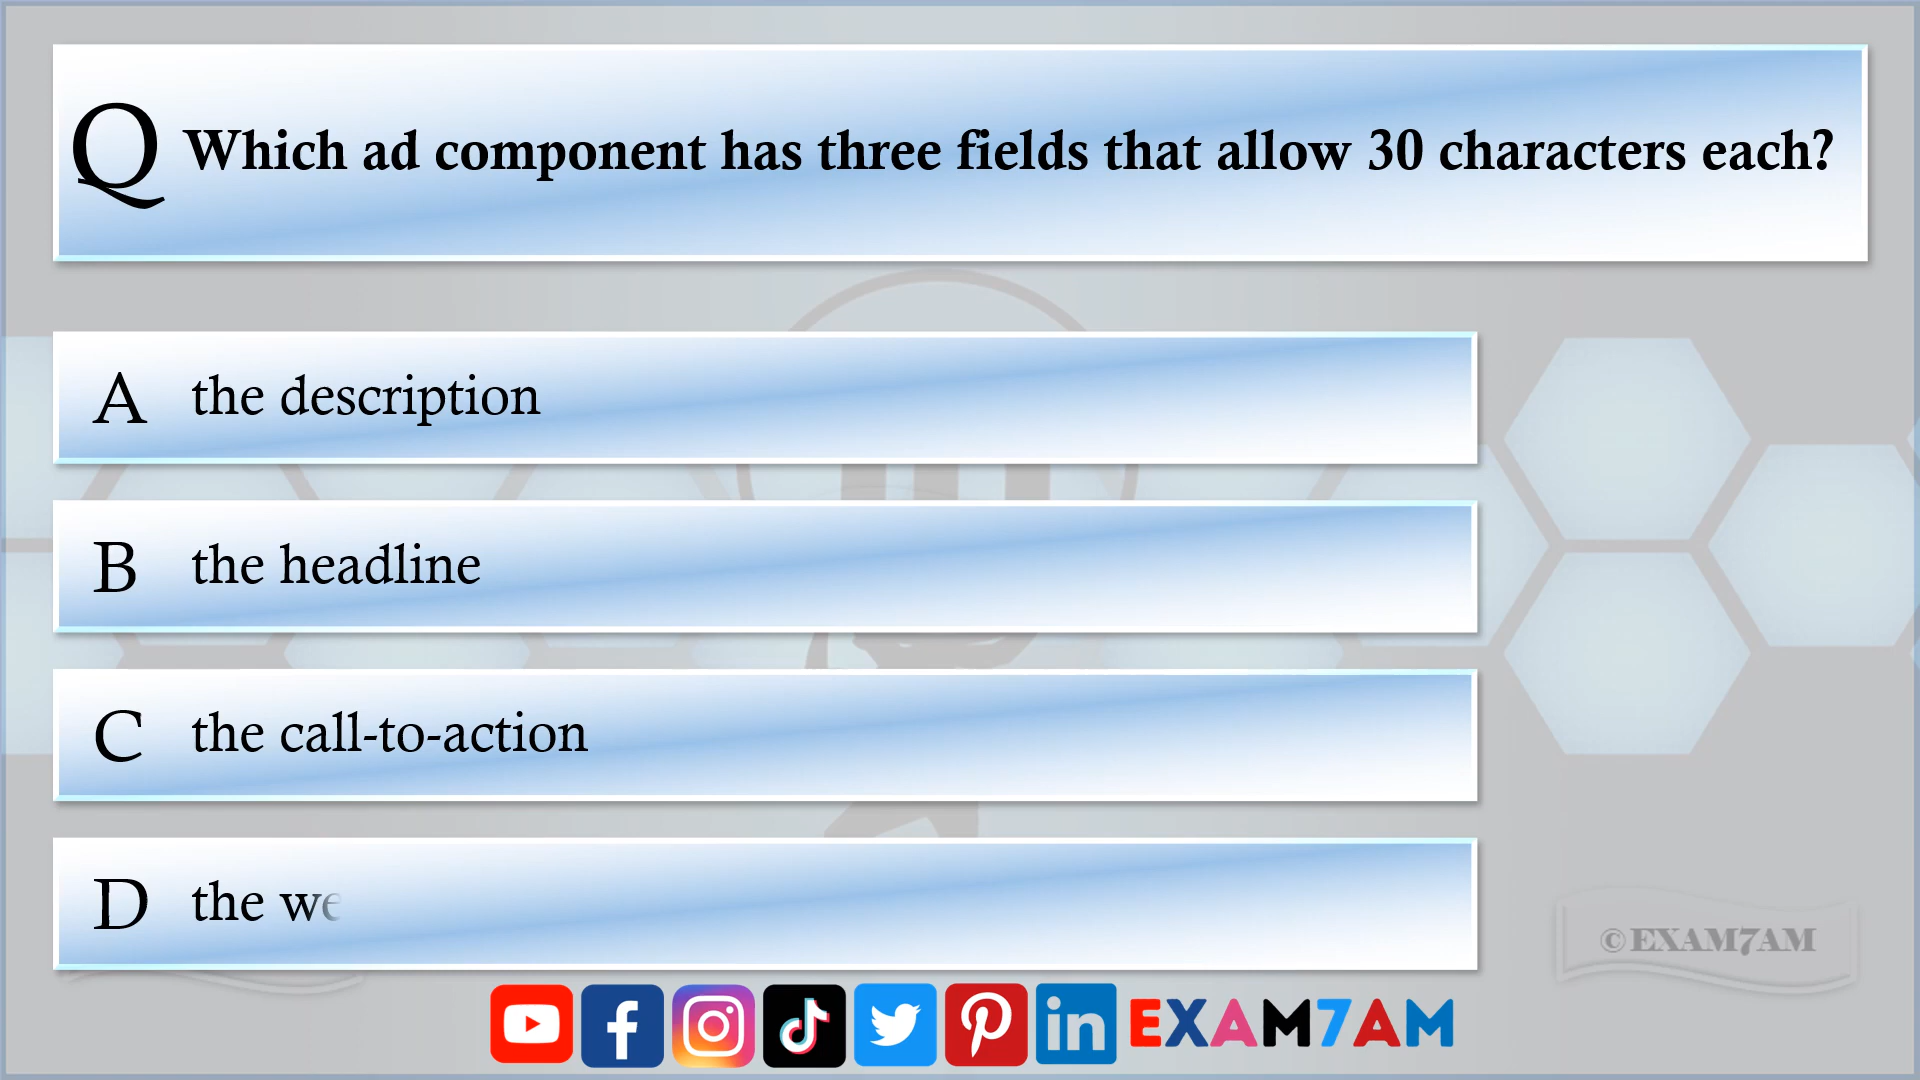 Q Which ad component has three fields that allow 30 characters each?
A the description
B the headline
C the call-to-action
D the we
© EXAM7AM
EXAM7AM